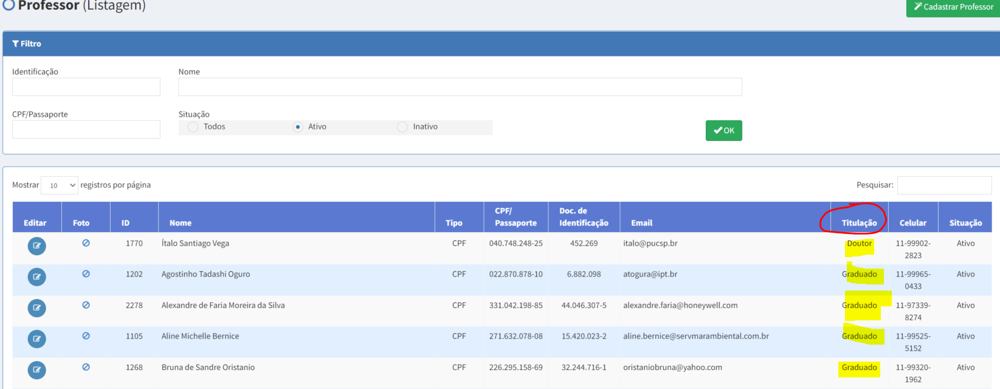 Professor (Listagem)
Cadastrar Professor
Filtro
Identificação Nome
CPF/Passaporte Situação
Todos Ativo Inativo
OK
Mostrar 10 registros por página Pesquisar:
CPF/ Doc. de
Editar Foto ID Nome Tipo Passaporte Identificação Email Titulação Celular Situação
1770 Ítalo Santiago Vega CPF 040.748.248-25 452.269 italo@pucsp.br Doutor 11-99902- Ativo
2823
1202 Agostinho Tadashi Oguro CPF 022.870.878-10 6.882.098 atogura@ipt.br Graduado 11-99965- Ativo
0433
2278 Alexandre de Faria Moreira da Silva CPF 331.042.198-85 44.046.307-5 alexandre.faria@honeywell.com Graduado 11-97339- Ativo
8274
1105 Aline Michelle Bernice CPF 271.632.078-08 15.420.023-2 aline.bernice@servmarambiental.com.br Graduado 11-99525- Ativo
5152
1268 Bruna de Sandre Oristanio CPF 226.295.158-69 32.244.716-1 oristaniobruna@yahoo.com Graduado 11-99320- Ativo
1962